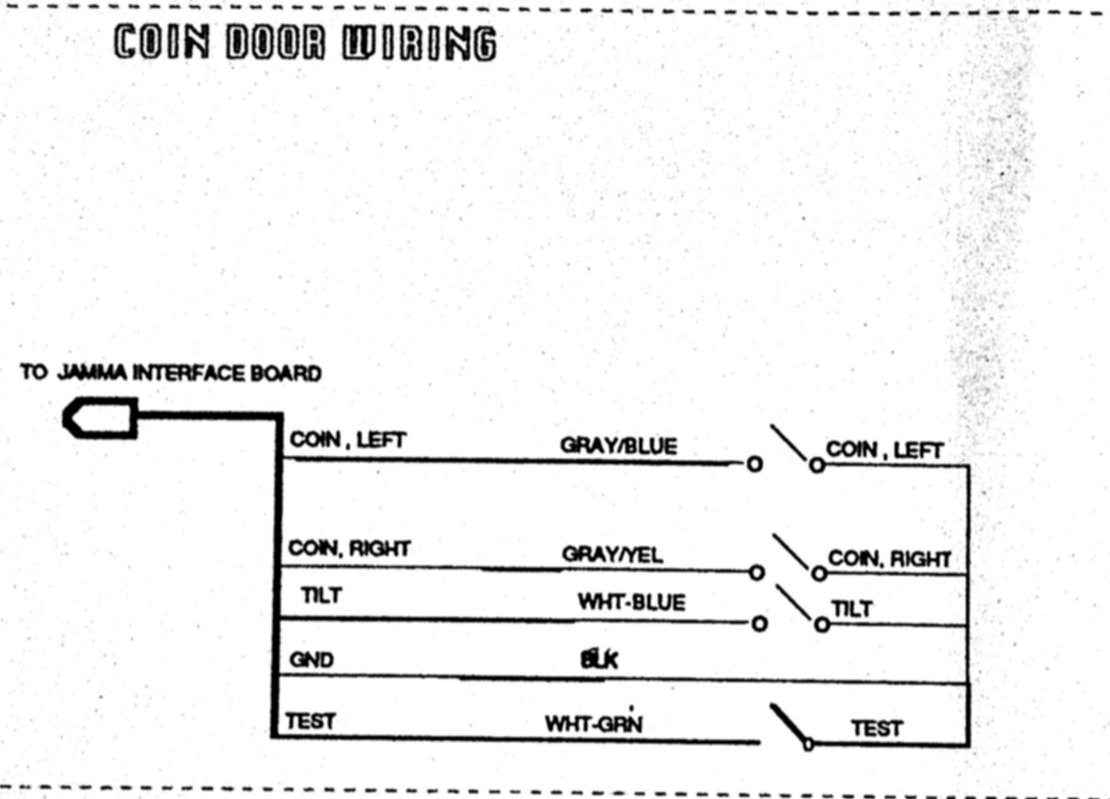 COIN DOOR WIRING
TO JAMMA INTERFACE BOARD
COIN , LEFT GRAY/BLUE COIN , LEFT
COIN, RIGHT GRAY/YEL COIN, RIGHT
TILT WHT-BLUE TILT
GND BLK
TEST WHT-GRN TEST